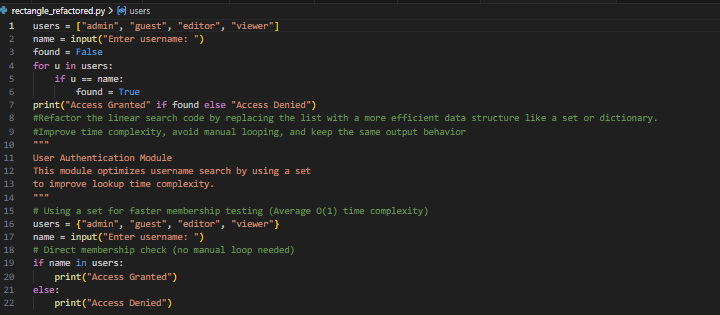 rectangle_refactored.py > users
1 users = ["admin", "guest", "editor", "viewer"]
2 name = input("Enter username: ")
3 found = False
4 for u in users:
5     if u == name:
6         found = True
7 print("Access Granted" if found else "Access Denied")
8 #Refactor the linear search code by replacing the list with a more efficient data structure like a set or dictionary.
9 #Improve time complexity, avoid manual looping, and keep the same output behavior
10 """
11 User Authentication Module
12 This module optimizes username search by using a set
13 to improve lookup time complexity.
14 """
15 # Using a set for faster membership testing (Average O(1) time complexity)
16 users = {"admin", "guest", "editor", "viewer"}
17 name = input("Enter username: ")
18 # Direct membership check (no manual loop needed)
19 if name in users:
20     print("Access Granted")
21 else:
22     print("Access Denied")